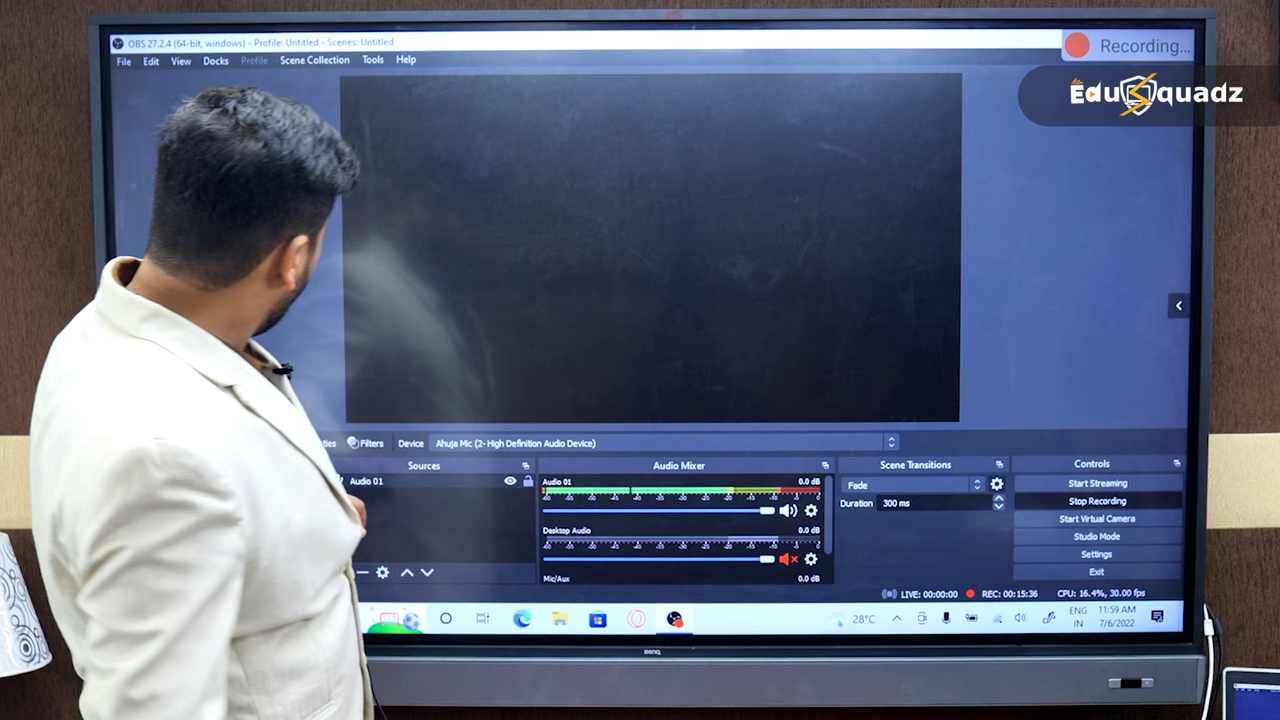 OBS 27.2.4 (64-bit, windows) - Profile: Untitled - Scenes: Untitled
Recording...
File Edit View Docks Profile Scene Collection Tools Help
EduSquadz
Filters Device Ahuja Mic (2- High Definition Audio Device)
Sources Audio Mixer Scene Transitions Controls
Audio 01
Audio 01 0.0 dB
Fade
Duration 300 ms
Desktop Audio 0.0 dB
Mic/Aux 0.0 dB
Start Streaming
Stop Recording
Start Virtual Camera
Studio Mode
Settings
Exit
LIVE: 00:00:00 REC: 00:15:36 CPU: 16.4%, 30.00 fps
28°C ENG IN 11:59 AM 7/6/2022
BenQ